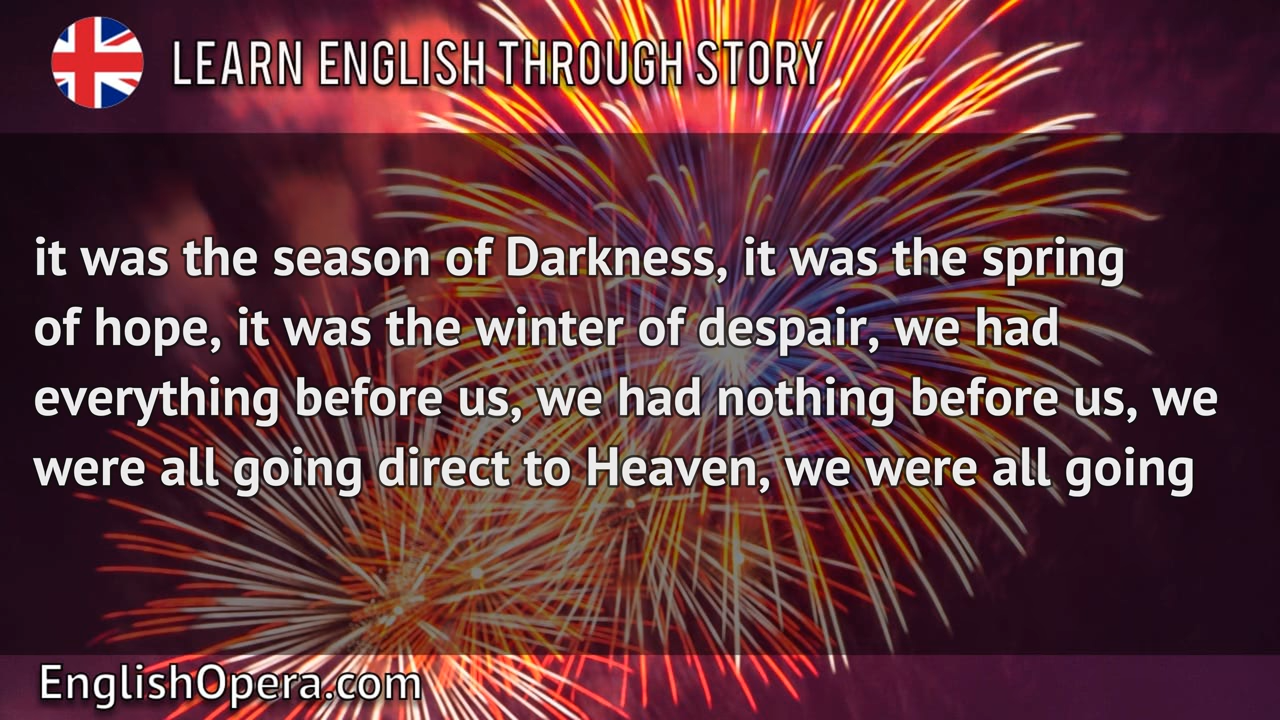 LEARN ENGLISH THROUGH STORY
it was the season of Darkness, it was the spring
of hope, it was the winter of despair, we had
everything before us, we had nothing before us, we
were all going direct to Heaven, we were all going
EnglishOpera.com